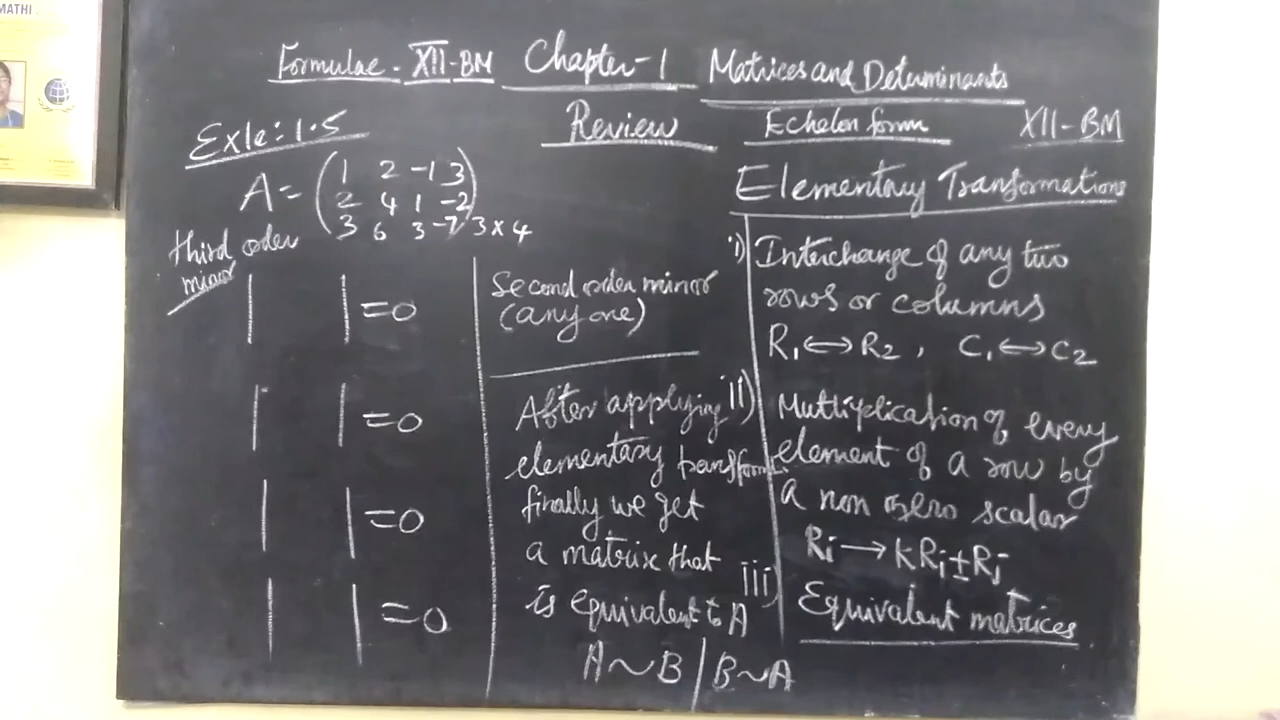 MATHI
Formulae - XII-BM Chapter-1 Matrices and Determinants
Review Echelon form XII-BM
Exle: 1.5
A = ( 1 2 -1 3
2 4 1 -2
3 6 3 -7 ) 3 x 4
third order
minor
| | = 0
| | = 0
| | = 0
| | = 0
second order minor
(any one)
After applying
elementary transform.
finally we get
a matrix that
is equivalent to A
A ~ B | B ~ A
Elementary Transformations
i) Interchange of any two
rows or columns
R1 ↔ R2 , C1 ↔ C2
ii) Multiplication of every
element of a row by
a non zero scalar
Ri → kRi ± Rj
iii) Equivalent matrices